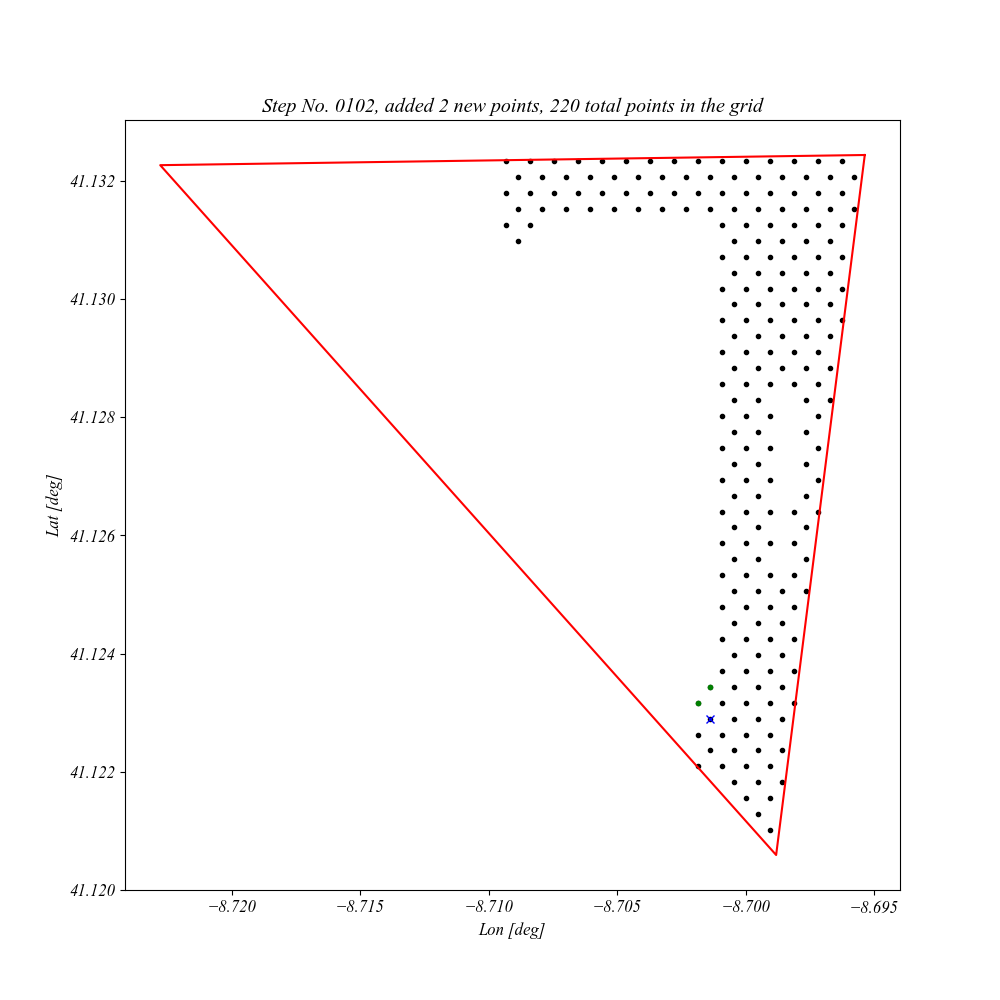 Step No. 0102, added 2 new points, 220 total points in the grid
41.132
41.130
41.128
41.126
41.124
41.122
41.120
Lat [deg]
−8.720 −8.715 −8.710 −8.705 −8.700 −8.695
Lon [deg]